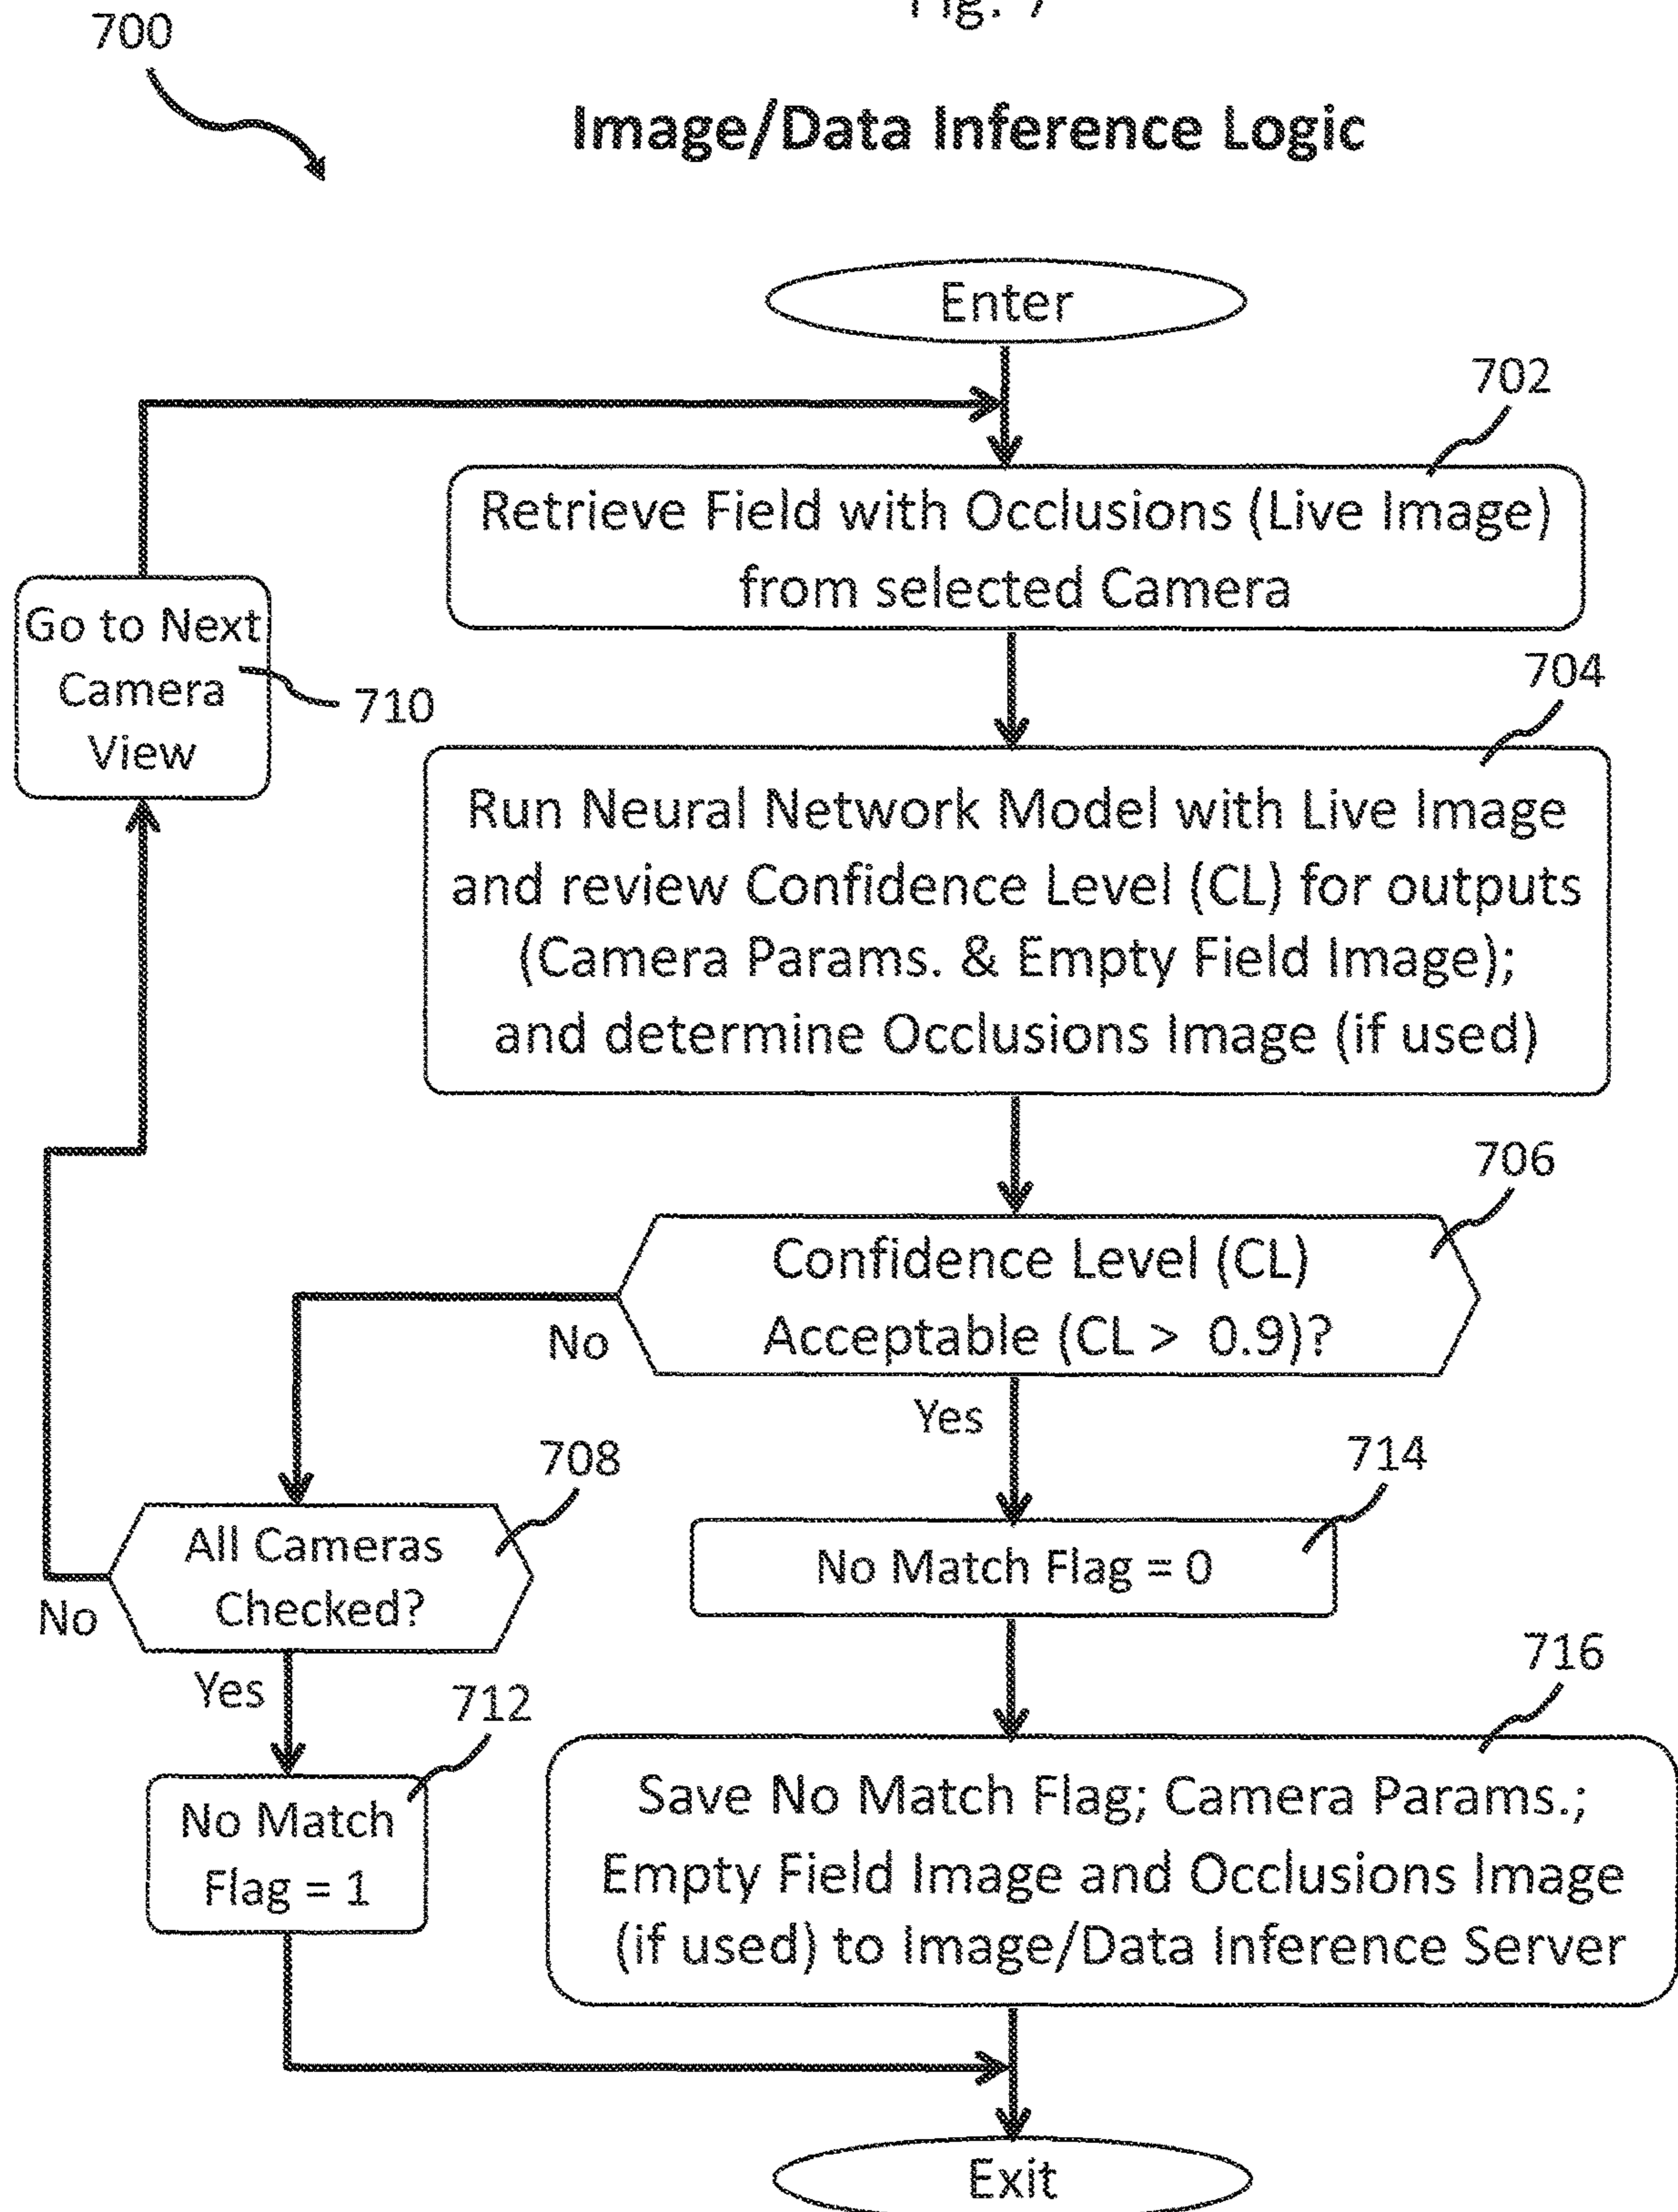 Fig. 7
700
Image/Data Inference Logic
Enter
702
Retrieve Field with Occlusions (Live Image)
from selected Camera
Go to Next
Camera
View
710
704
Run Neural Network Model with Live Image
and review Confidence Level (CL) for outputs
(Camera Params. & Empty Field Image);
and determine Occlusions Image (if used)
706
Confidence Level (CL)
Acceptable (CL > 0.9)?
No
Yes
708
All Cameras
Checked?
No
Yes
714
No Match Flag = 0
712
No Match
Flag = 1
716
Save No Match Flag; Camera Params.;
Empty Field Image and Occlusions Image
(if used) to Image/Data Inference Server
Exit